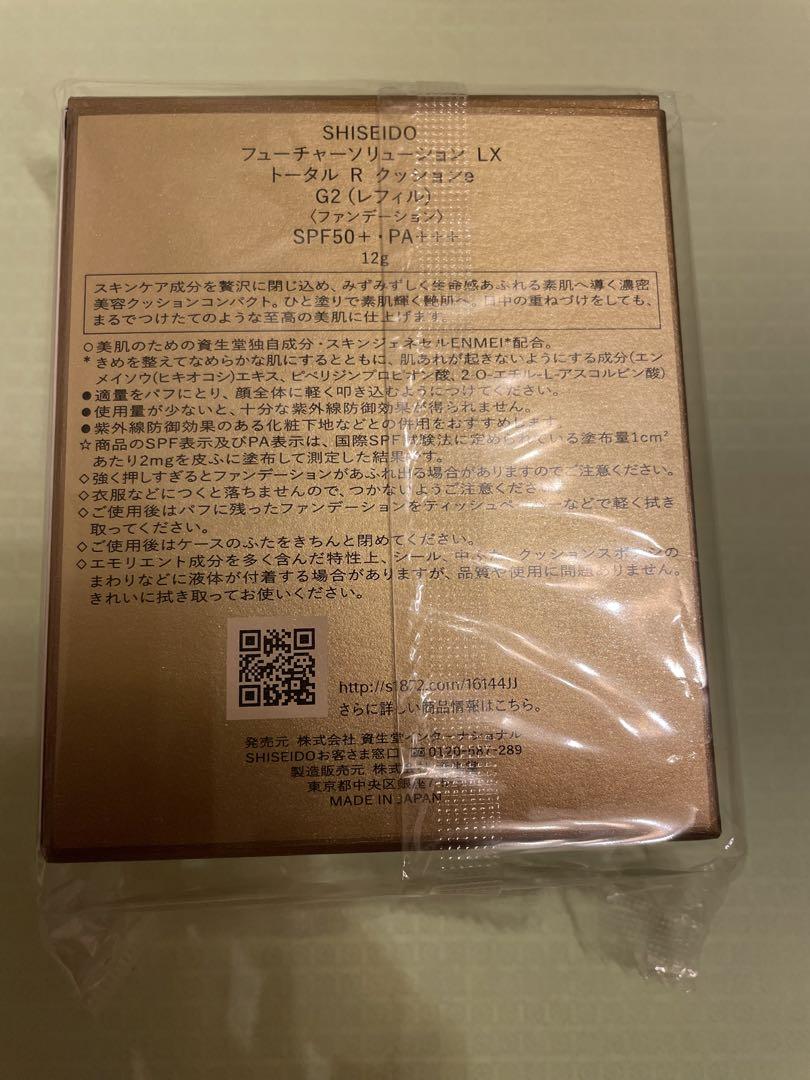 SHISEIDO
フューチャーソリューション LX
トータル R クッションe
G2(レフィル)
〈ファンデーション〉
SPF50+・PA+++
12g
スキンケア成分を贅沢に閉じ込め、みずみずしく生命感あふれる素肌へ導く濃密
美容クッションコンパクト。ひと塗りで素肌輝く艶肌へ。日中の重ねづけをしても、
まるでつけたてのような至高の美肌に仕上げます。
○美肌のための資生堂独自成分・スキンジェネセルENMEI*配合。
*きめを整えてなめらかな肌にするとともに、肌あれが起きないようにする成分(エン
メイソウ(ヒキオコシ)エキス、ピペリジンプロピオン酸、2-O-エチル-L-アスコルビン酸)
●適量をパフにとり、顔全体に軽く叩き込むようにつけてください。
●使用量が少ないと、十分な紫外線防御効果が得られません。
●紫外線防御効果のある化粧下地などとの併用をおすすめします。
☆商品のSPF表示及びPA表示は、国際SPF試験法に定められている塗布量1cm²
あたり2mgを皮ふに塗布して測定した結果です。
◇強く押しすぎるとファンデーションがあふれ出る場合がありますのでご注意ください。
◇衣服などにつくと落ちませんので、つかないようご注意ください。
◇ご使用後はパフに残ったファンデーションをティッシュペーパーなどで軽く拭き
取ってください。
◇ご使用後はケースのふたをきちんと閉めてください。
◇エモリエント成分を多く含んだ特性上、シール、中ぶた、クッションスポンジの
まわりなどに液体が付着する場合がありますが、品質や使用に問題ありません。
きれいに拭き取ってお使いください。
http://s1872.com/16144JJ
さらに詳しい商品情報はこちら。
発売元 株式会社 資生堂インターナショナル
SHISEIDOお客さま窓口 0120-587-289
製造販売元 株式会社
東京都中央区銀座7-
MADE IN JAPAN